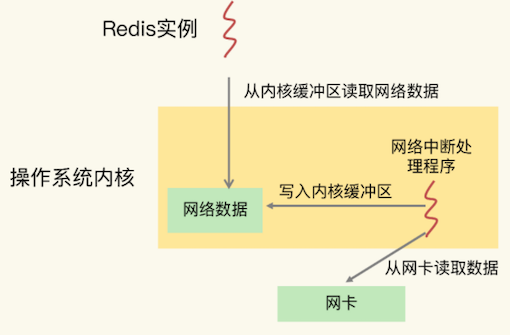 Redis实例
从内核缓冲区读取网络数据
网络中断处
理程序
操作系统内核
写入内核缓冲区
网络数据
从网卡读取数据
网卡